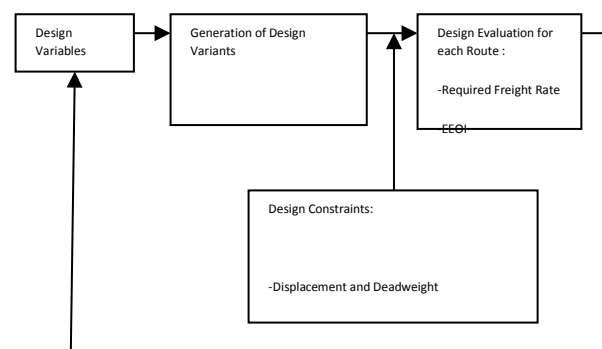 Design
Variables
Generation of Design
Variants
Design Evaluation for
each Route :
-Required Freight Rate
-EEOI
Design Constraints:
-Displacement and Deadweight